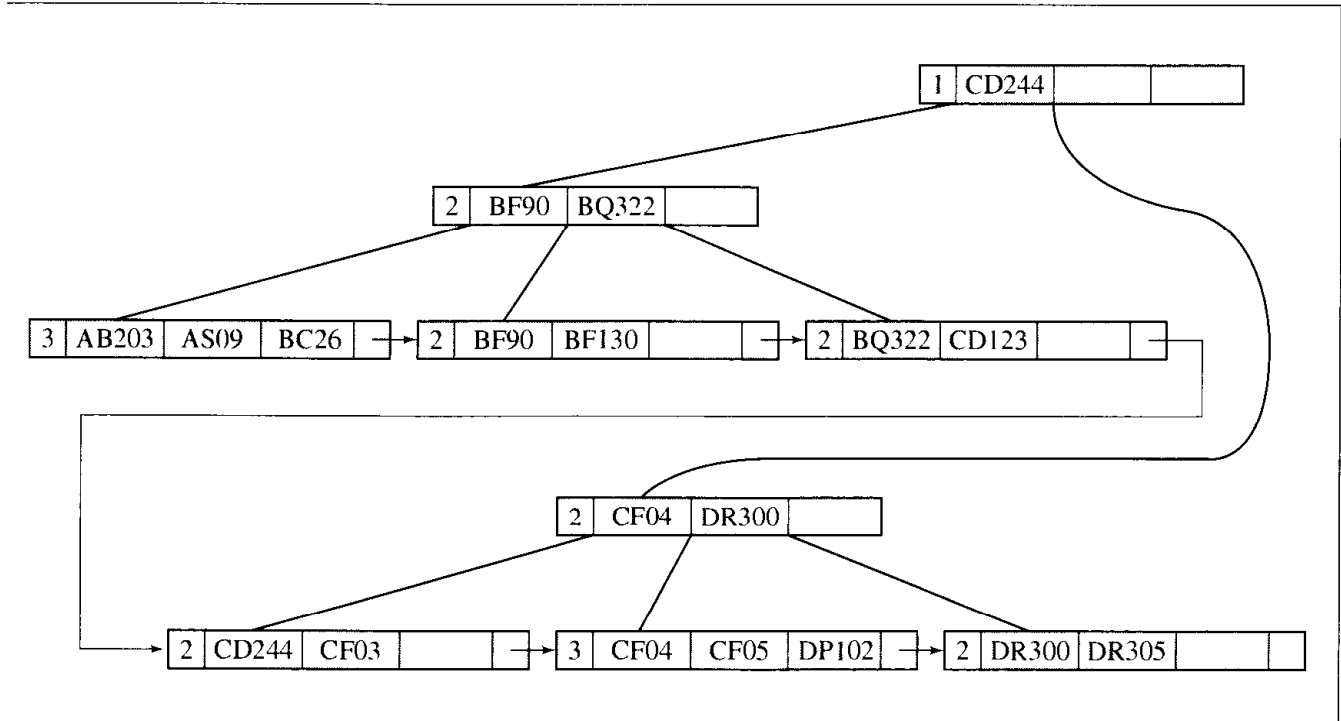 1 CD244
2 BF90 BQ322
3 AB203 AS09 BC26
2 BF90 BF130
2 BQ322 CD123
2 CF04 DR300
2 CD244 CF03
3 CF04 CF05 DP102
2 DR300 DR305